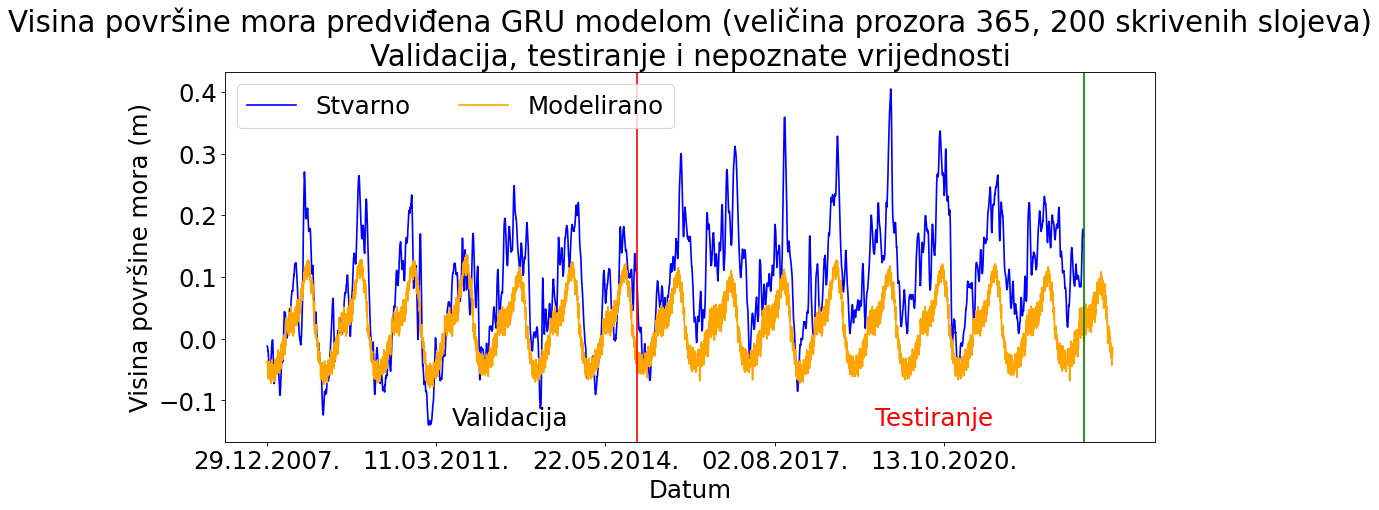 Visina površine mora predviđena GRU modelom (veličina prozora 365, 200 skrivenih slojeva)
Validacija, testiranje i nepoznate vrijednosti
Stvarno
Modelirano
Visina površine mora (m)
0.4
0.3
0.2
0.1
0.0
−0.1
Validacija
Testiranje
29.12.2007.
11.03.2011.
22.05.2014.
02.08.2017.
13.10.2020.
Datum